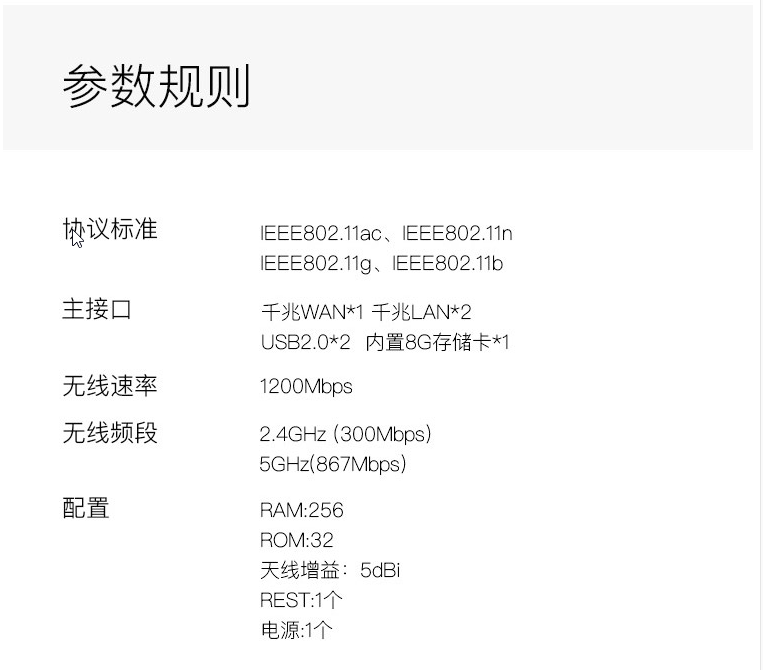 参数规则
协议标准 IEEE802.11ac、IEEE802.11n
IEEE802.11g、IEEE802.11b
主接口 千兆WAN*1 千兆LAN*2
USB2.0*2 内置8G存储卡*1
无线速率 1200Mbps
无线频段 2.4GHz (300Mbps)
5GHz(867Mbps)
配置 RAM:256
ROM:32
天线增益：5dBi
REST:1个
电源:1个